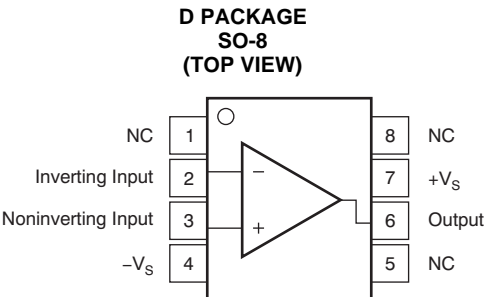 D PACKAGE
SO-8
(TOP VIEW)
NC 1 8 NC
Inverting Input 2 − 7 +VS
Noninverting Input 3 + 6 Output
−VS 4 5 NC